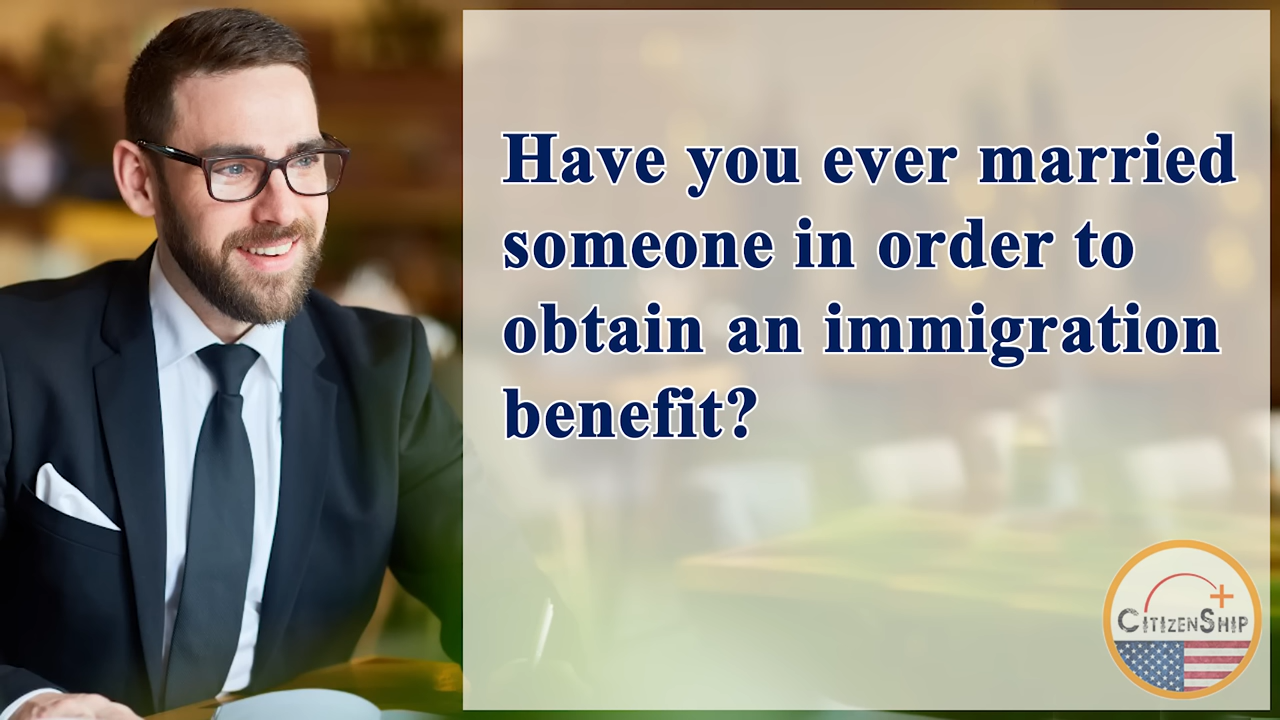 Have you ever married
someone in order to
obtain an immigration
benefit?
CITIZENSHIP